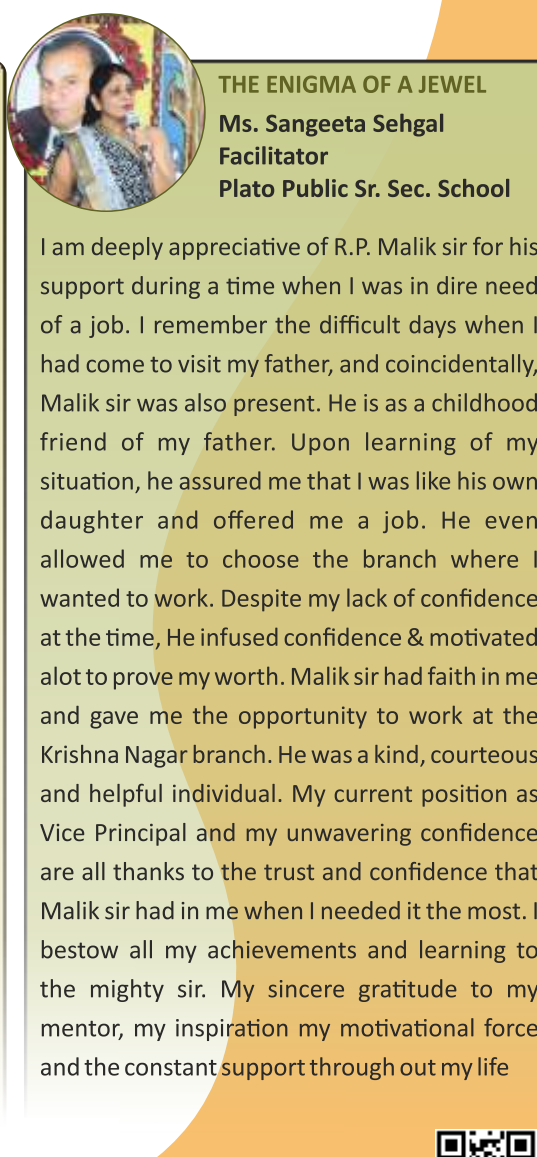 THE ENIGMA OF A JEWEL
Ms. Sangeeta Sehgal
Facilitator
Plato Public Sr. Sec. School
I am deeply appreciative of R.P. Malik sir for his
support during a time when I was in dire need
of a job. I remember the difficult days when I
had come to visit my father, and coincidentally,
Malik sir was also present. He is as a childhood
friend of my father. Upon learning of my
situation, he assured me that I was like his own
daughter and offered me a job. He even
allowed me to choose the branch where I
wanted to work. Despite my lack of confidence
at the time, He infused confidence & motivated
alot to prove my worth. Malik sir had faith in me
and gave me the opportunity to work at the
Krishna Nagar branch. He was a kind, courteous
and helpful individual. My current position as
Vice Principal and my unwavering confidence
are all thanks to the trust and confidence that
Malik sir had in me when I needed it the most. I
bestow all my achievements and learning to
the mighty sir. My sincere gratitude to my
mentor, my inspiration my motivational force
and the constant support through out my life